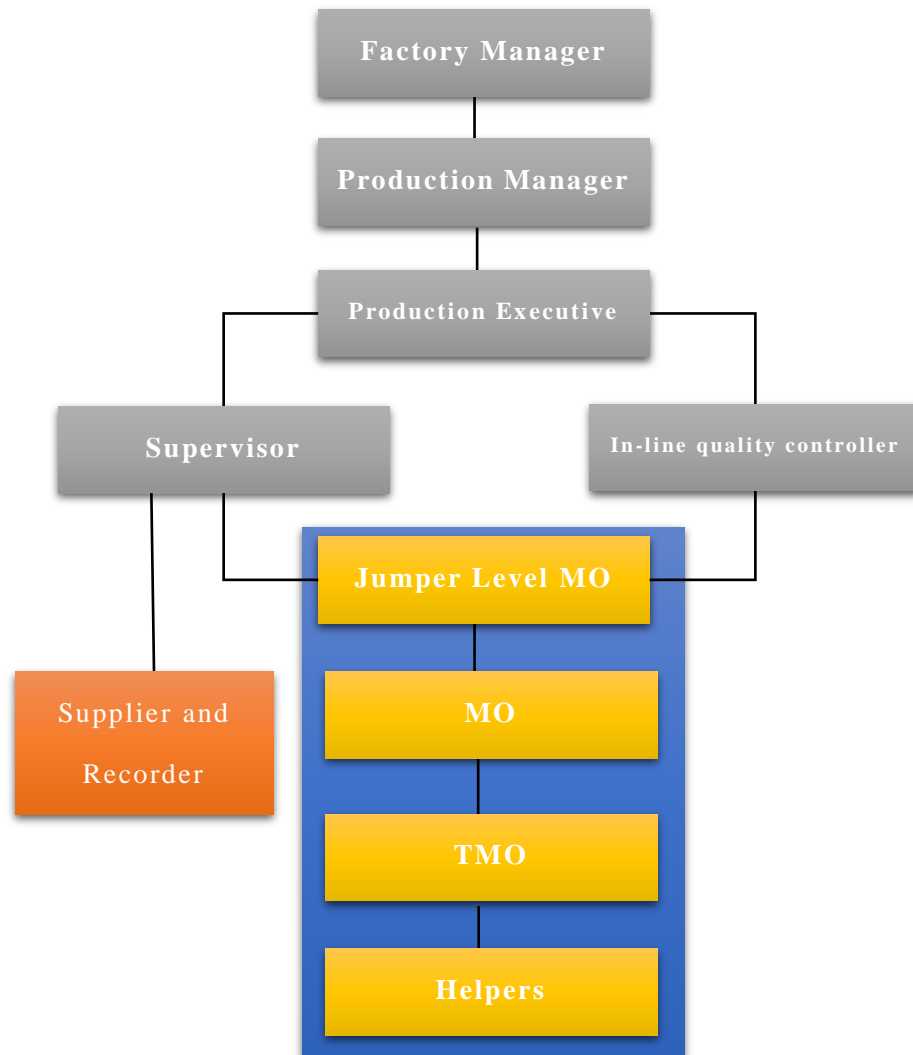 Factory Manager
Production Manager
Production Executive
Supervisor
In-line quality controller
Jumper Level MO
Supplier and
Recorder
MO
TMO
Helpers